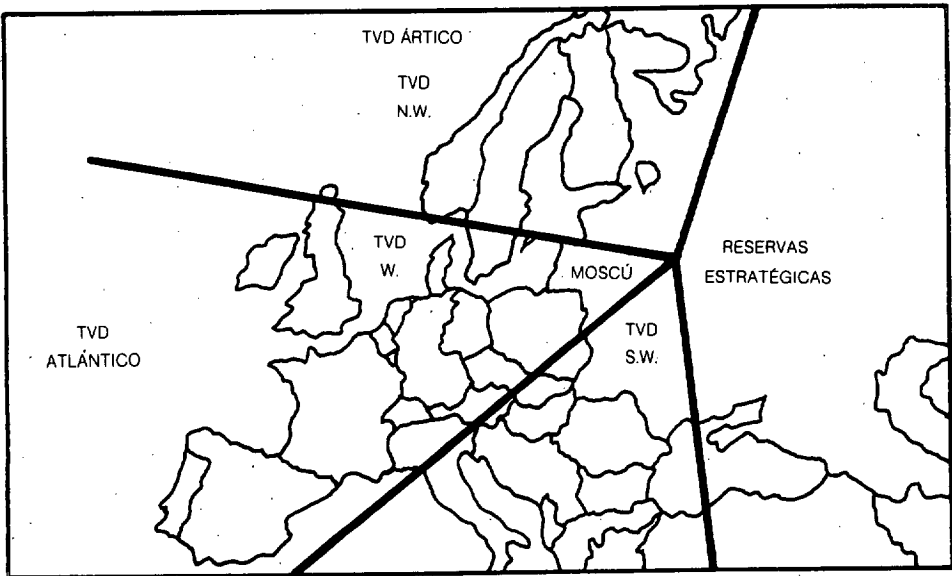 TVD ÁRTICO
TVD
N.W.
TVD
W.
MOSCÚ
RESERVAS
ESTRATÉGICAS
TVD
ATLÁNTICO
TVD
S.W.